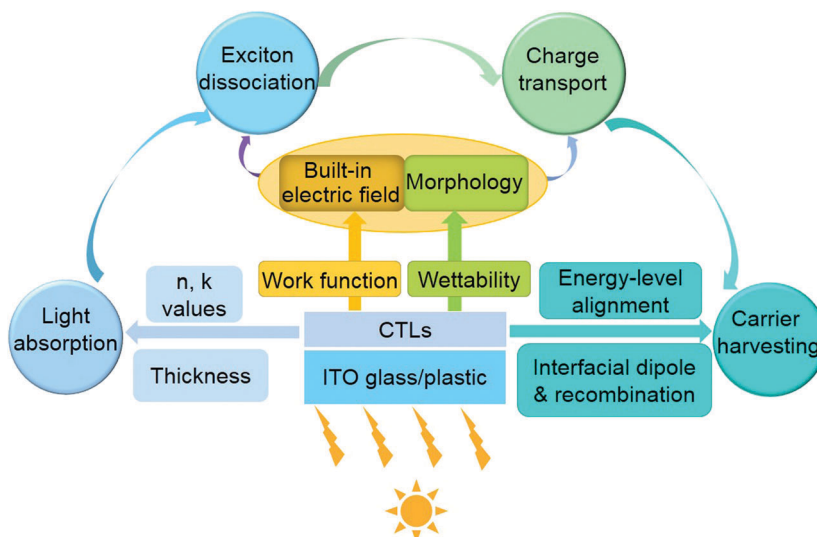 Exciton
dissociation
Charge
transport
Built-in
electric field
Morphology
Work function
Wettability
n, k
values
Energy-level
alignment
Light
absorption
CTLs
Carrier
harvesting
Thickness
ITO glass/plastic
Interfacial dipole
& recombination